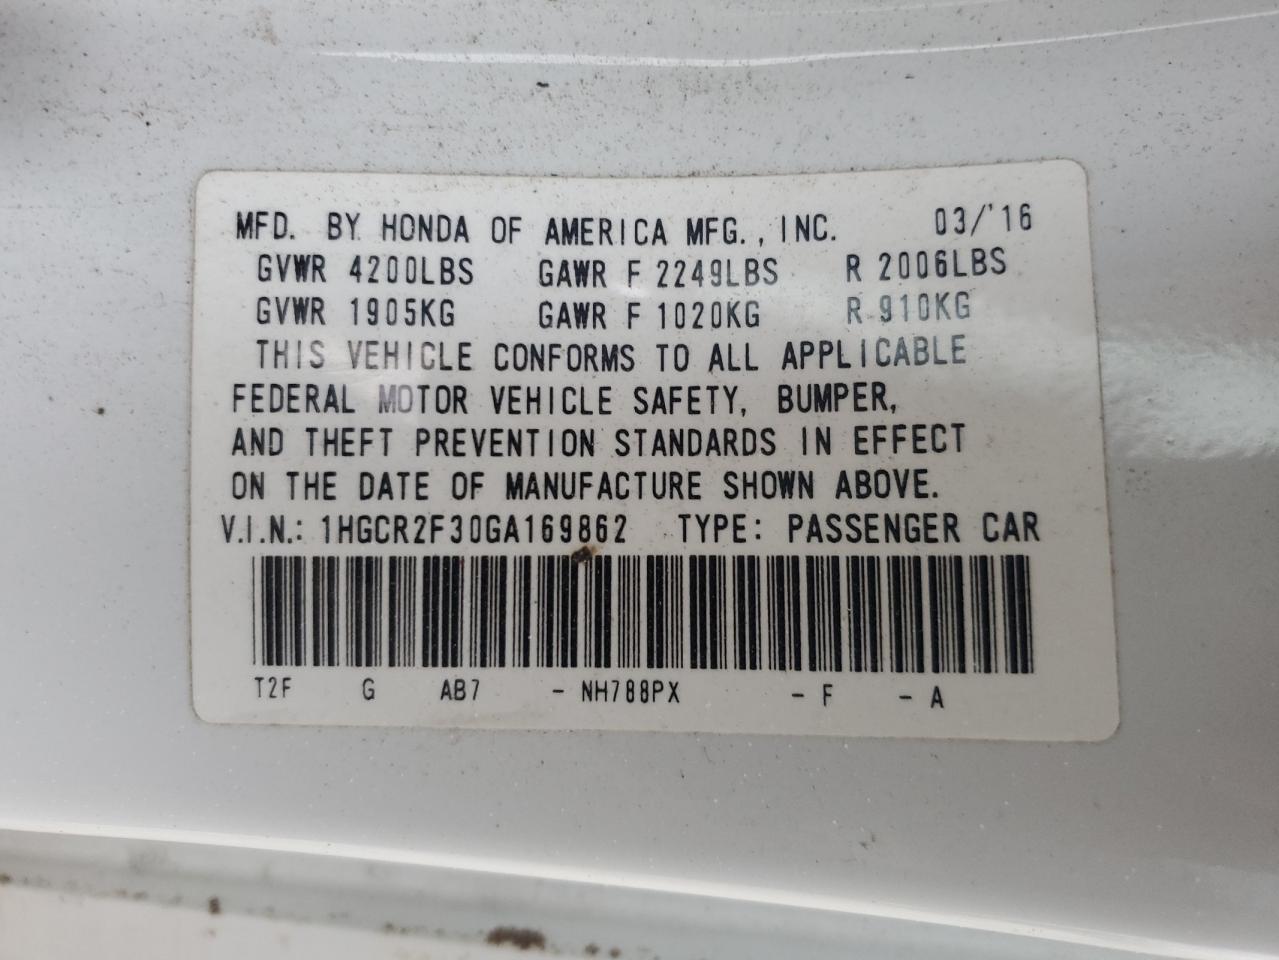 MFD. BY HONDA OF AMERICA MFG., INC. 03/'16
GVWR 4200LBS GAWR F 2249LBS R 2006LBS
GVWR 1905KG GAWR F 1020KG R 910KG
THIS VEHICLE CONFORMS TO ALL APPLICABLE
FEDERAL MOTOR VEHICLE SAFETY, BUMPER,
AND THEFT PREVENTION STANDARDS IN EFFECT
ON THE DATE OF MANUFACTURE SHOWN ABOVE.
V.I.N.: 1HGCR2F30GA169862 TYPE: PASSENGER CAR
T2F G AB7 - NH788PX - F - A